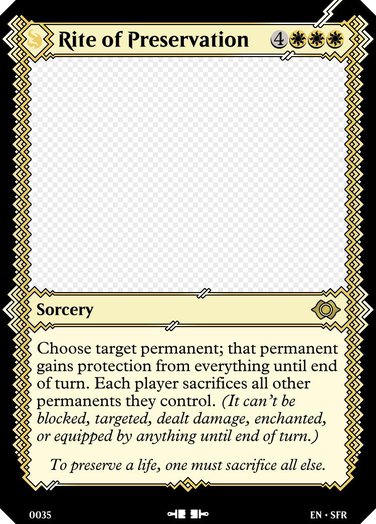 Rite of Preservation 4
Sorcery
Choose target permanent; that permanent
gains protection from everything until end
of turn. Each player sacrifices all other
permanents they control. (It can't be
blocked, targeted, dealt damage, enchanted,
or equipped by anything until end of turn.)
To preserve a life, one must sacrifice all else.
0035 EN • SFR